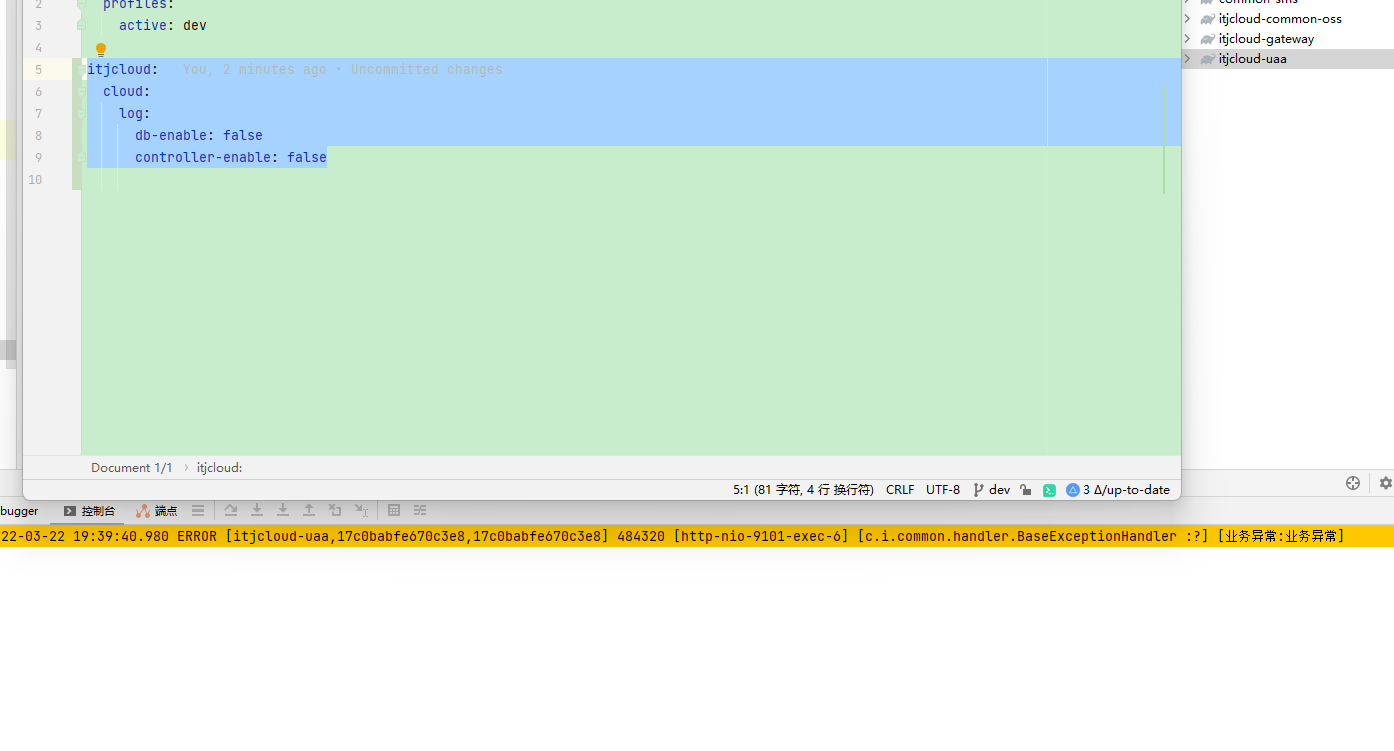 2 profiles:
3 active: dev
4
5 itjcloud: You, 2 minutes ago • Uncommitted changes
6 cloud:
7 log:
8 db-enable: false
9 controller-enable: false
10
common-sms
itjcloud-common-oss
itjcloud-gateway
itjcloud-uaa
Document 1/1 › itjcloud:
5:1 (81 字符, 4 行 换行符) CRLF UTF-8 dev 3 Δ/up-to-date
bugger 控制台 端点
22-03-22 19:39:40.980 ERROR [itjcloud-uaa,17c0babfe670c3e8,17c0babfe670c3e8] 484320 [http-nio-9101-exec-6] [c.i.common.handler.BaseExceptionHandler :?] [业务异常:业务异常]